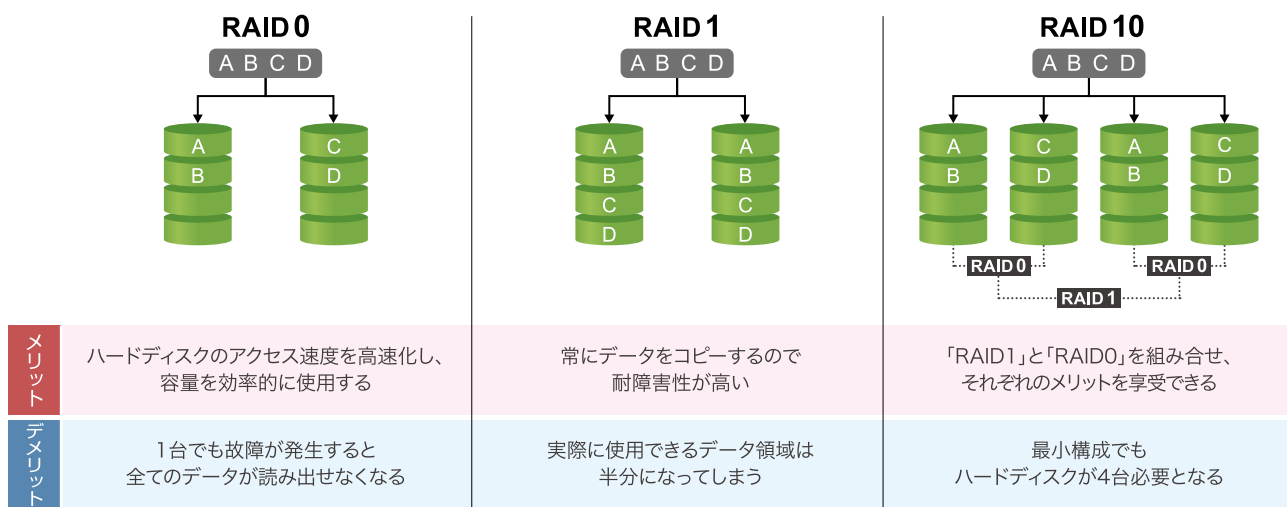 RAID 0
A B C D
A
B
C
D
RAID 1
A B C D
A
B
C
D
A
B
C
D
RAID 10
A B C D
A
B
C
D
A
B
C
D
RAID 0
RAID 0
RAID 1
メリット
ハードディスクのアクセス速度を高速化し、
容量を効率的に使用する
常にデータをコピーするので
耐障害性が高い
「RAID1」と「RAID0」を組み合せ、
それぞれのメリットを享受できる
デメリット
1台でも故障が発生すると
全てのデータが読み出せなくなる
実際に使用できるデータ領域は
半分になってしまう
最小構成でも
ハードディスクが4台必要となる